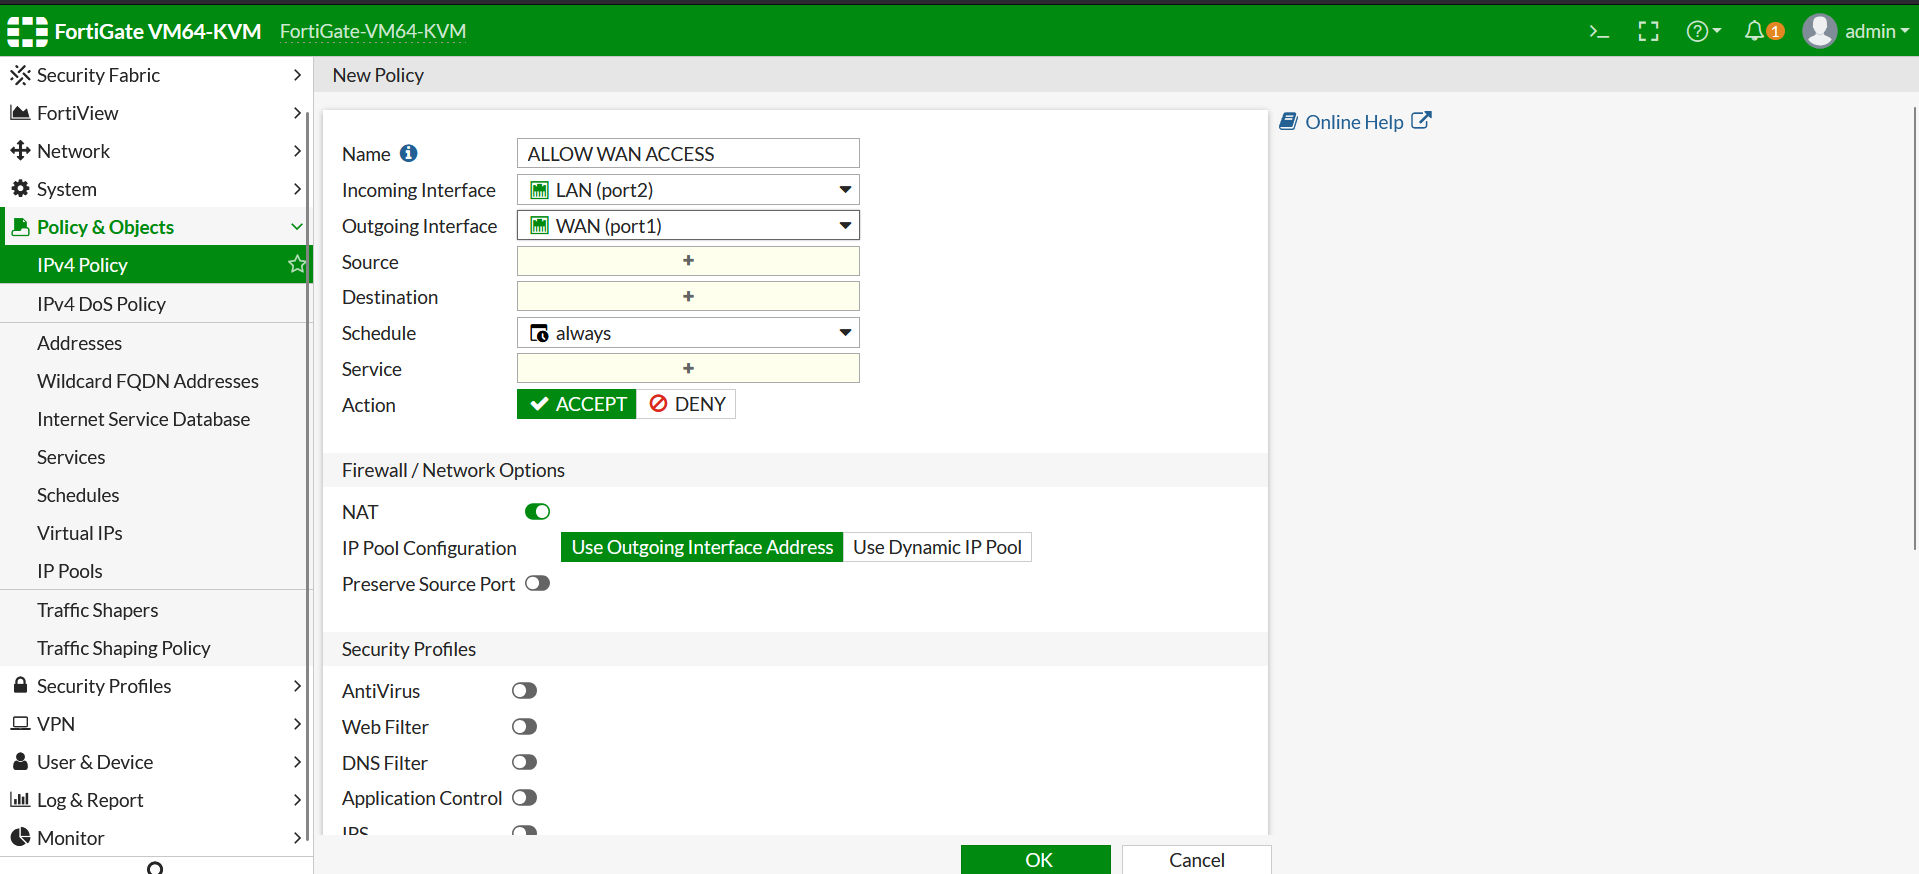 FortiGate VM64-KVM FortiGate-VM64-KVM >_ 1 admin
Security Fabric
FortiView
Network
System
Policy & Objects
IPv4 Policy
IPv4 DoS Policy
Addresses
Wildcard FQDN Addresses
Internet Service Database
Services
Schedules
Virtual IPs
IP Pools
Traffic Shapers
Traffic Shaping Policy
Security Profiles
VPN
User & Device
Log & Report
Monitor
New Policy
Name ALLOW WAN ACCESS
Incoming Interface LAN (port2)
Outgoing Interface WAN (port1)
Source +
Destination +
Schedule always
Service +
Action ACCEPT DENY
Firewall / Network Options
NAT
IP Pool Configuration Use Outgoing Interface Address Use Dynamic IP Pool
Preserve Source Port
Security Profiles
AntiVirus
Web Filter
DNS Filter
Application Control
IPS
OK Cancel
Online Help